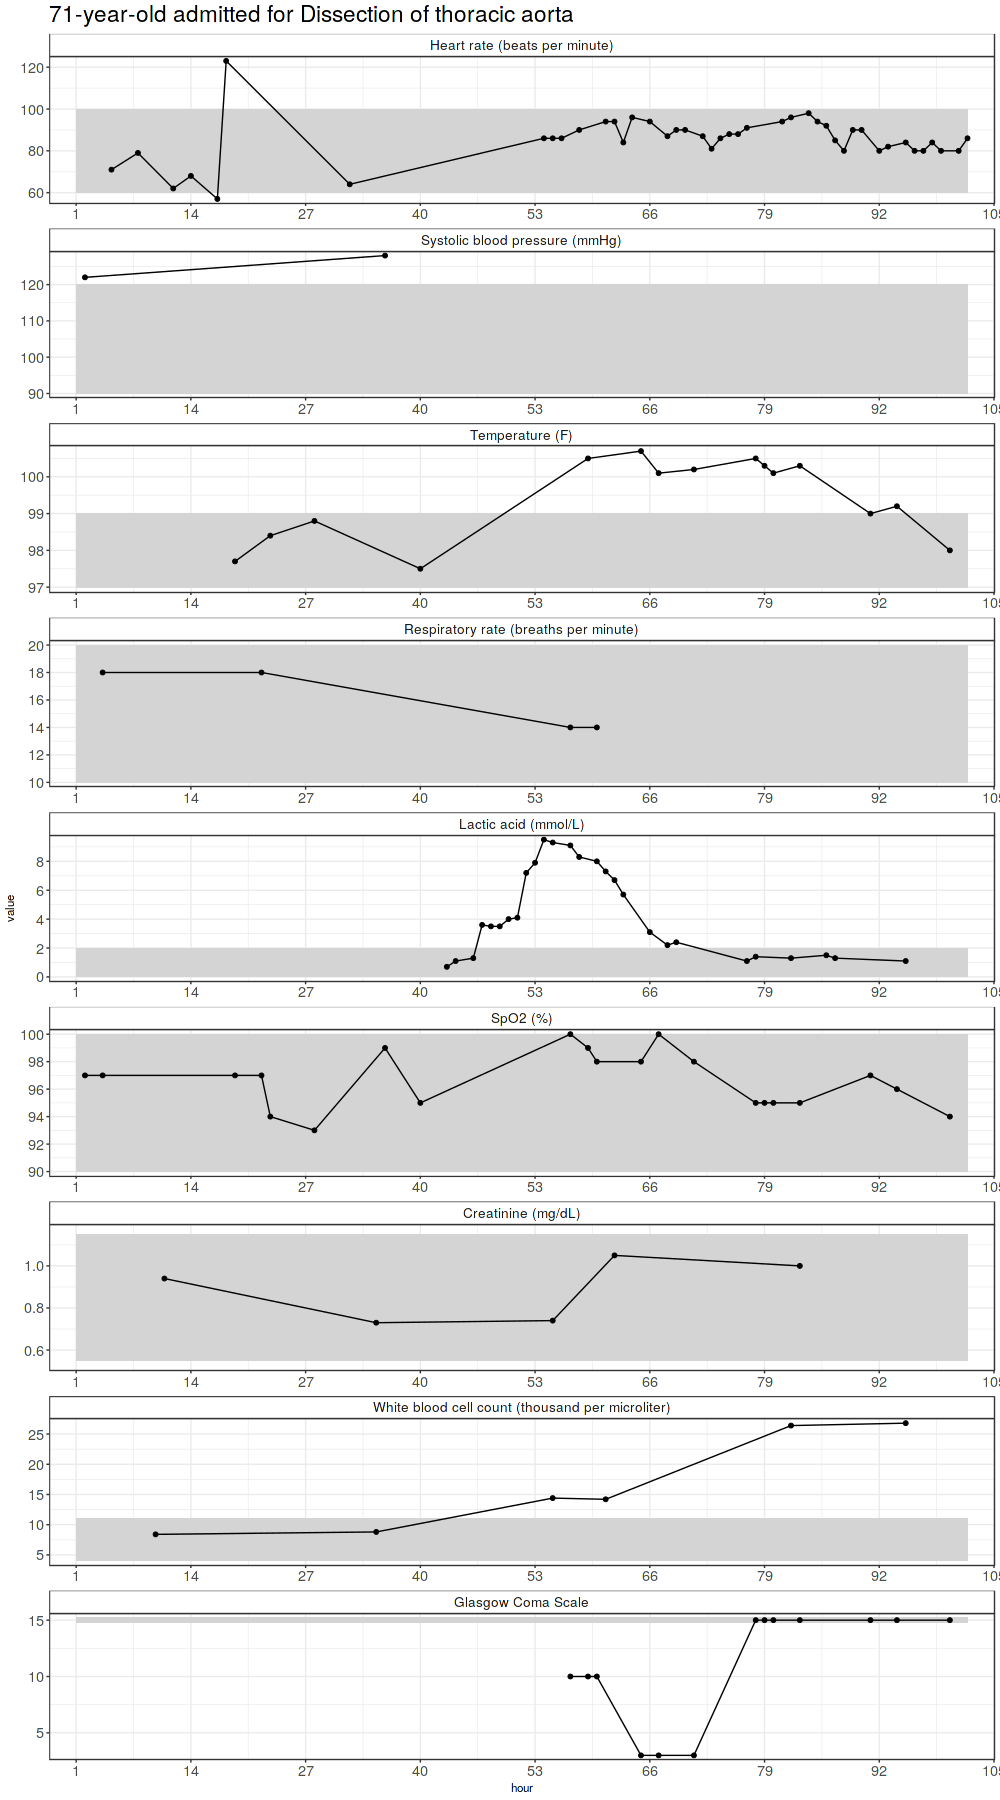 71-year-old admitted for Dissection of thoracic aorta
Heart rate (beats per minute)
120
100
80
60
1 14 27 40 53 66 79 92 105
Systolic blood pressure (mmHg)
120
110
100
90
1 14 27 40 53 66 79 92 105
Temperature (F)
100
99
98
97
1 14 27 40 53 66 79 92 105
Respiratory rate (breaths per minute)
20
18
16
14
12
10
1 14 27 40 53 66 79 92 105
Lactic acid (mmol/L)
8
6
4
2
0
1 14 27 40 53 66 79 92 105
value
SpO2 (%)
100
98
96
94
92
90
1 14 27 40 53 66 79 92 105
Creatinine (mg/dL)
1.0
0.8
0.6
1 14 27 40 53 66 79 92 105
White blood cell count (thousand per microliter)
25
20
15
10
5
1 14 27 40 53 66 79 92 105
Glasgow Coma Scale
15
10
5
1 14 27 40 53 66 79 92 105
hour